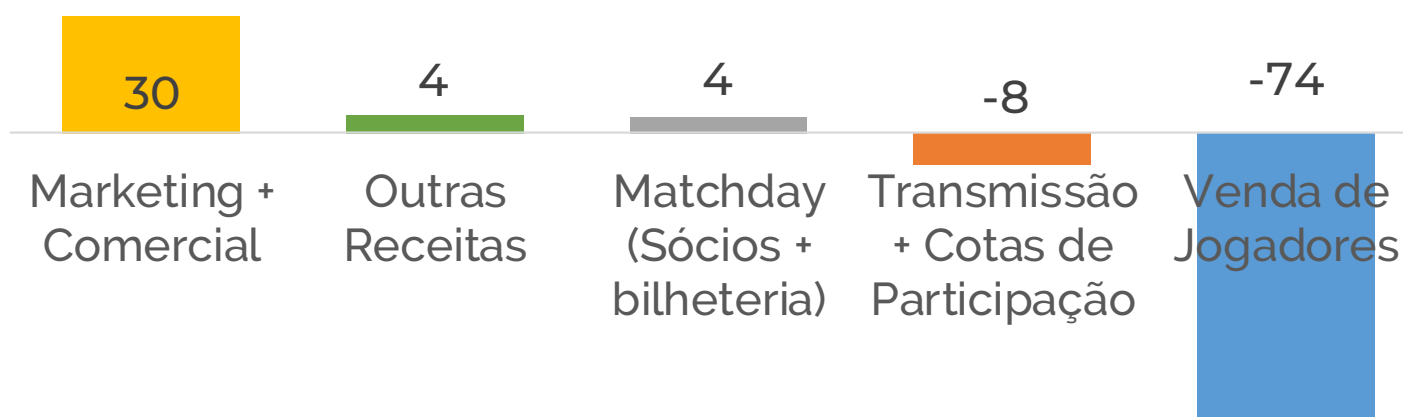 30
4
4
-8
-74
Marketing +
Comercial
Outras
Receitas
Matchday
(Sócios +
bilheteria)
Transmissão
+ Cotas de
Participação
Venda de
Jogadores